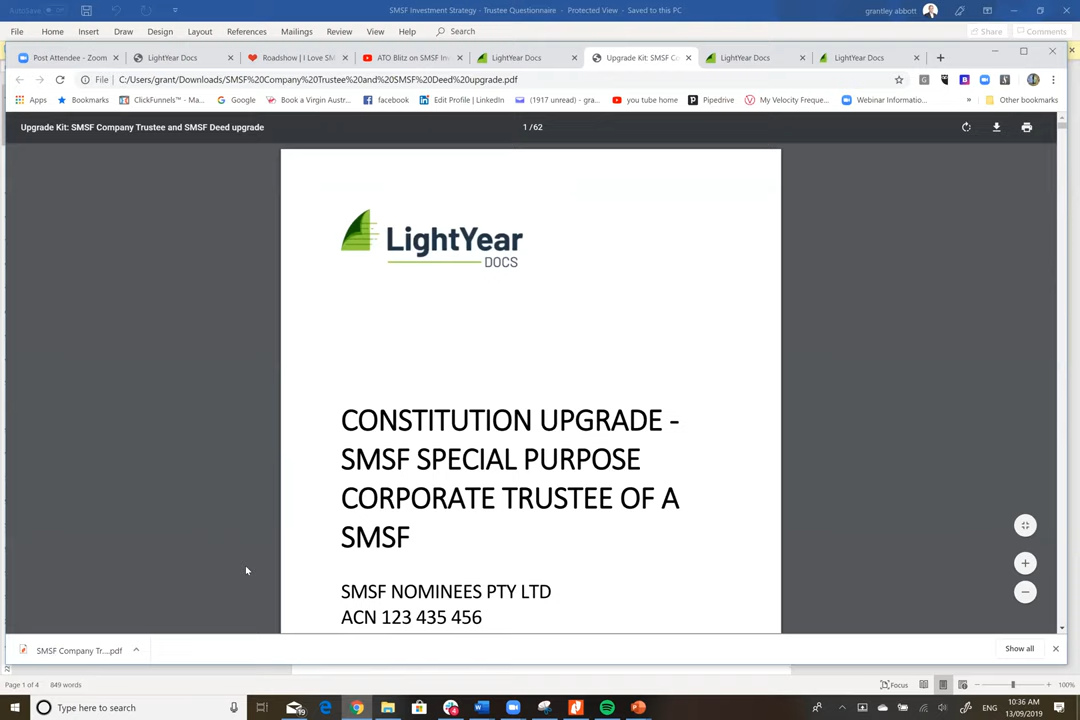 AutoSave
SMSF Investment Strategy - Trustee Questionnaire - Protected View - Saved to this PC
grantley abbott
File Home Insert Draw Design Layout References Mailings Review View Help Search Share Comments
Post Attendee - Zoom LightYear Docs Roadshow | I Love SM ATO Blitz on SMSF Inv LightYear Docs Upgrade Kit: SMSF Co LightYear Docs LightYear Docs
File C:/Users/grant/Downloads/SMSF%20Company%20Trustee%20and%20SMSF%20Deed%20upgrade.pdf
Apps Bookmarks ClickFunnels™ - Ma... Google Book a Virgin Austr... facebook Edit Profile | LinkedIn (1917 unread) - gra... you tube home Pipedrive My Velocity Freque... Webinar Informatio... » Other bookmarks
Upgrade Kit: SMSF Company Trustee and SMSF Deed upgrade
1 / 62
LightYear
DOCS
CONSTITUTION UPGRADE -
SMSF SPECIAL PURPOSE
CORPORATE TRUSTEE OF A
SMSF
SMSF NOMINEES PTY LTD
ACN 123 435 456
SMSF Company Tr....pdf
Show all
Page 1 of 4 849 words
Focus
100%
Type here to search
99
ENG
10:36 AM
13/09/2019